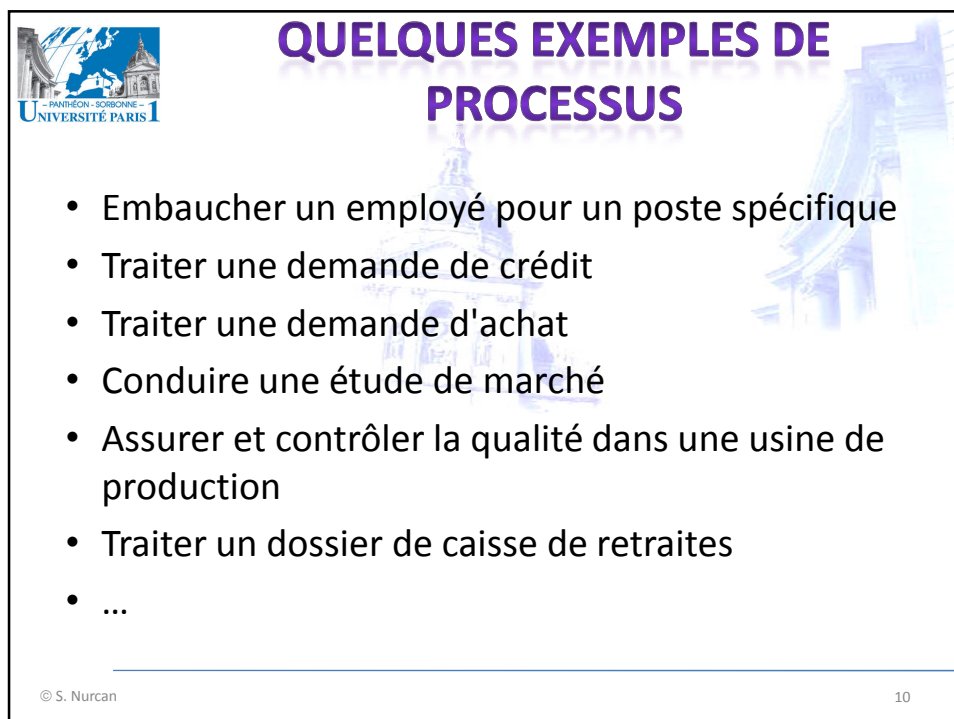 QUELQUES EXEMPLES DE
PROCESSUS
– PANTHÉON - SORBONNE –
UNIVERSITÉ PARIS 1
• Embaucher un employé pour un poste spécifique
• Traiter une demande de crédit
• Traiter une demande d'achat
• Conduire une étude de marché
• Assurer et contrôler la qualité dans une usine de
production
• Traiter un dossier de caisse de retraites
• …
© S. Nurcan
10